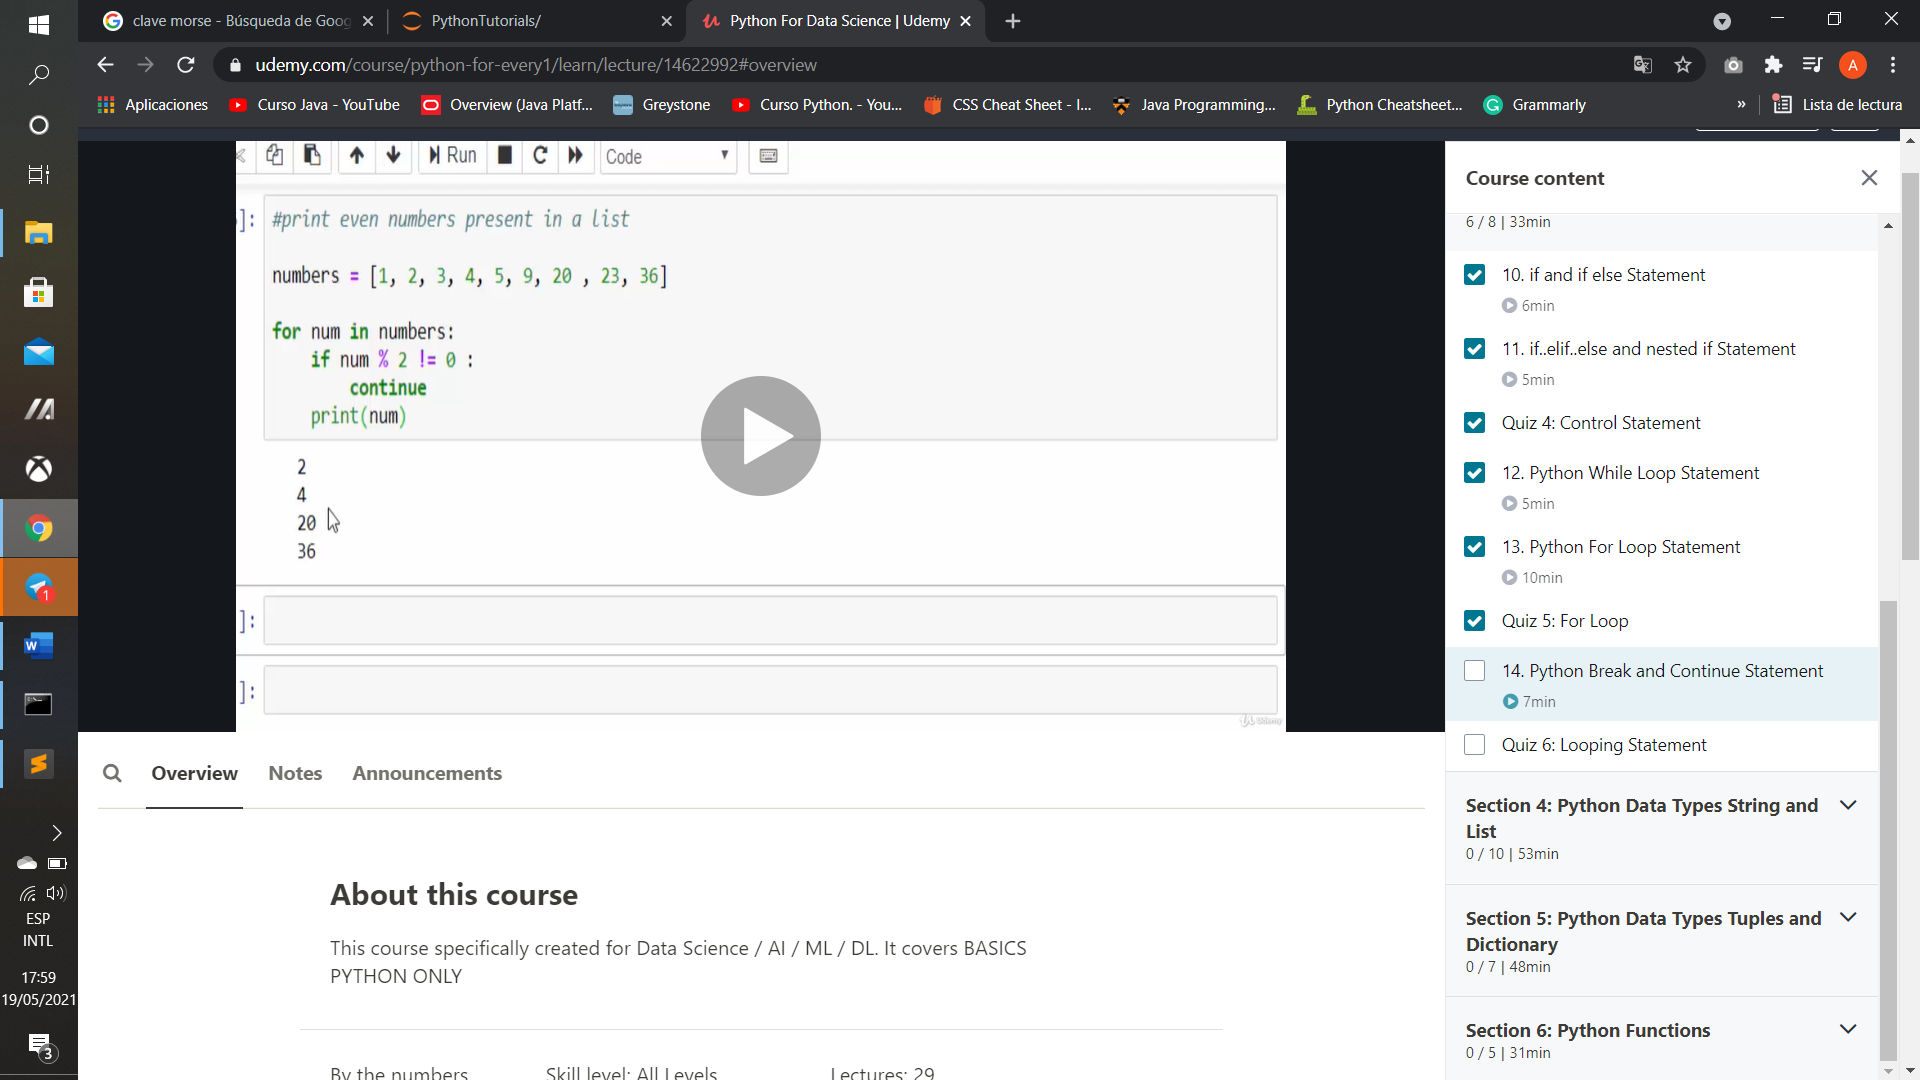 clave morse - Búsqueda de Goog
PythonTutorials/
Python For Data Science | Udemy
udemy.com/course/python-for-every1/learn/lecture/14622992#overview
A
Aplicaciones
Curso Java - YouTube
Overview (Java Platf...
Greystone
Curso Python. - You...
CSS Cheat Sheet - I...
Java Programming...
Python Cheatsheet...
Grammarly
»
Lista de lectura
Run
Code
]:
#print even numbers present in a list
numbers = [1, 2, 3, 4, 5, 9, 20 , 23, 36]
for num in numbers:
if num % 2 != 0 :
continue
print(num)
2
4
20
36
]:
]:
Udemy
Course content
6 / 8 | 33min
10. if and if else Statement
6min
11. if..elif..else and nested if Statement
5min
Quiz 4: Control Statement
12. Python While Loop Statement
5min
13. Python For Loop Statement
10min
Quiz 5: For Loop
14. Python Break and Continue Statement
7min
Quiz 6: Looping Statement
Section 4: Python Data Types String and
List
0 / 10 | 53min
Section 5: Python Data Types Tuples and
Dictionary
0 / 7 | 48min
Section 6: Python Functions
0 / 5 | 31min
Overview
Notes
Announcements
About this course
This course specifically created for Data Science / AI / ML / DL. It covers BASICS
PYTHON ONLY
By the numbers
Skill level: All Levels
Lectures: 29
1
ESP
INTL
17:59
19/05/2021
3